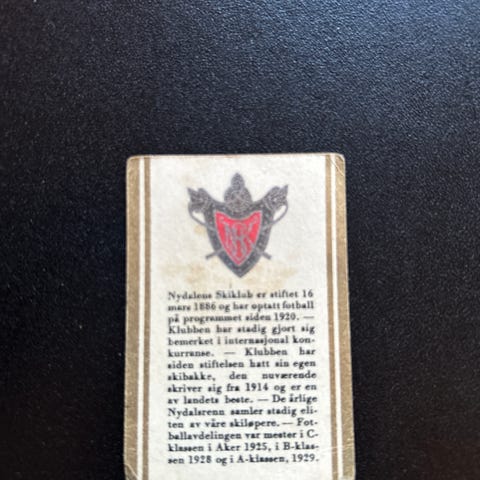 NSK
Nydalens Skiklub er stiftet 16
mars 1886 og har optatt fotball
på programmet siden 1920. —
Klubben har stadig gjort sig
bemerket i internasjonal kon-
kurranse. — Klubben har
siden stiftelsen hatt sin egen
skibakke, den nuværende
skriver sig fra 1914 og er en
av landets beste. — De årlige
Nydalsrenn samler stadig eli-
ten av våre skiløpere. — Fot-
ballavdelingen var mester i C-
klassen i Aker 1925, i B-klas-
sen 1928 og i A-klassen, 1929.